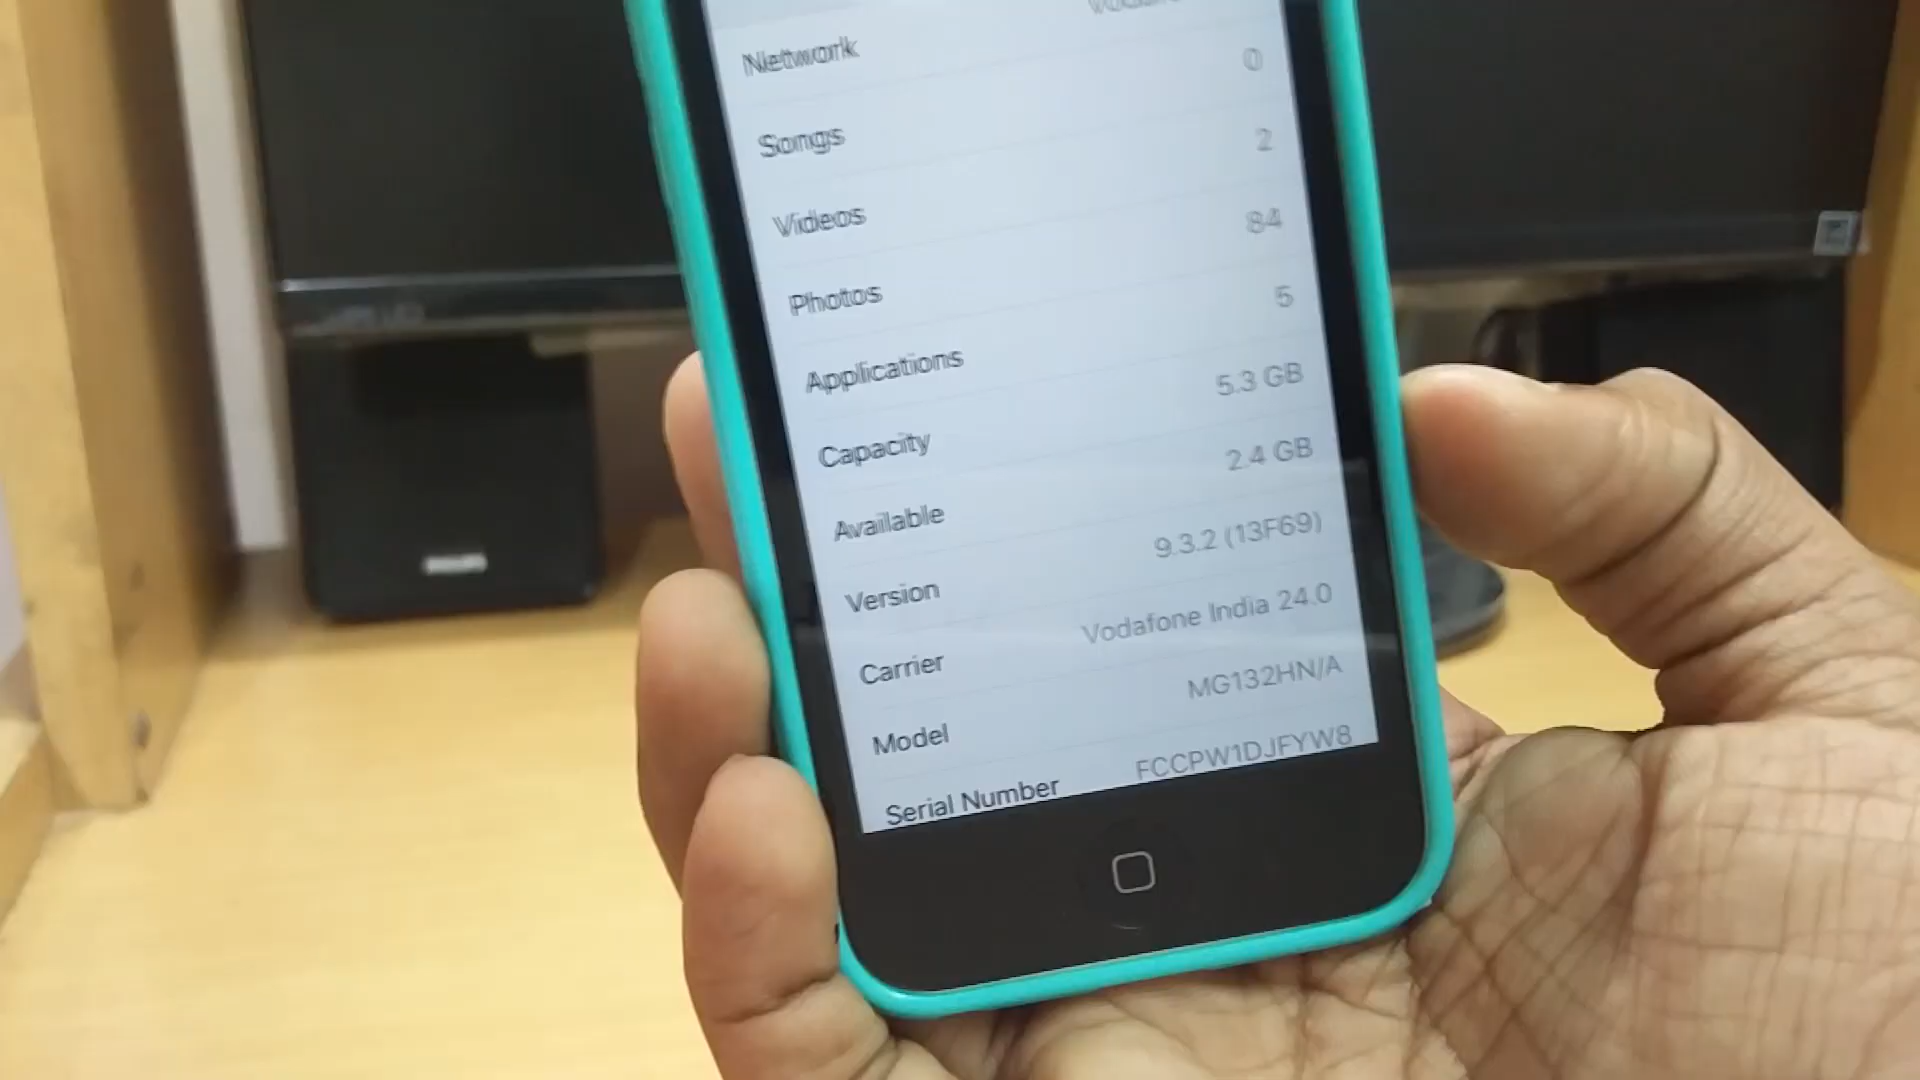 Network
Songs 0
Videos 2
Photos 84
Applications 5
Capacity 5.3 GB
Available 2.4 GB
Version 9.3.2 (13F69)
Carrier Vodafone India 24.0
Model MG132HN/A
Serial Number FCCPW1DJFYW8